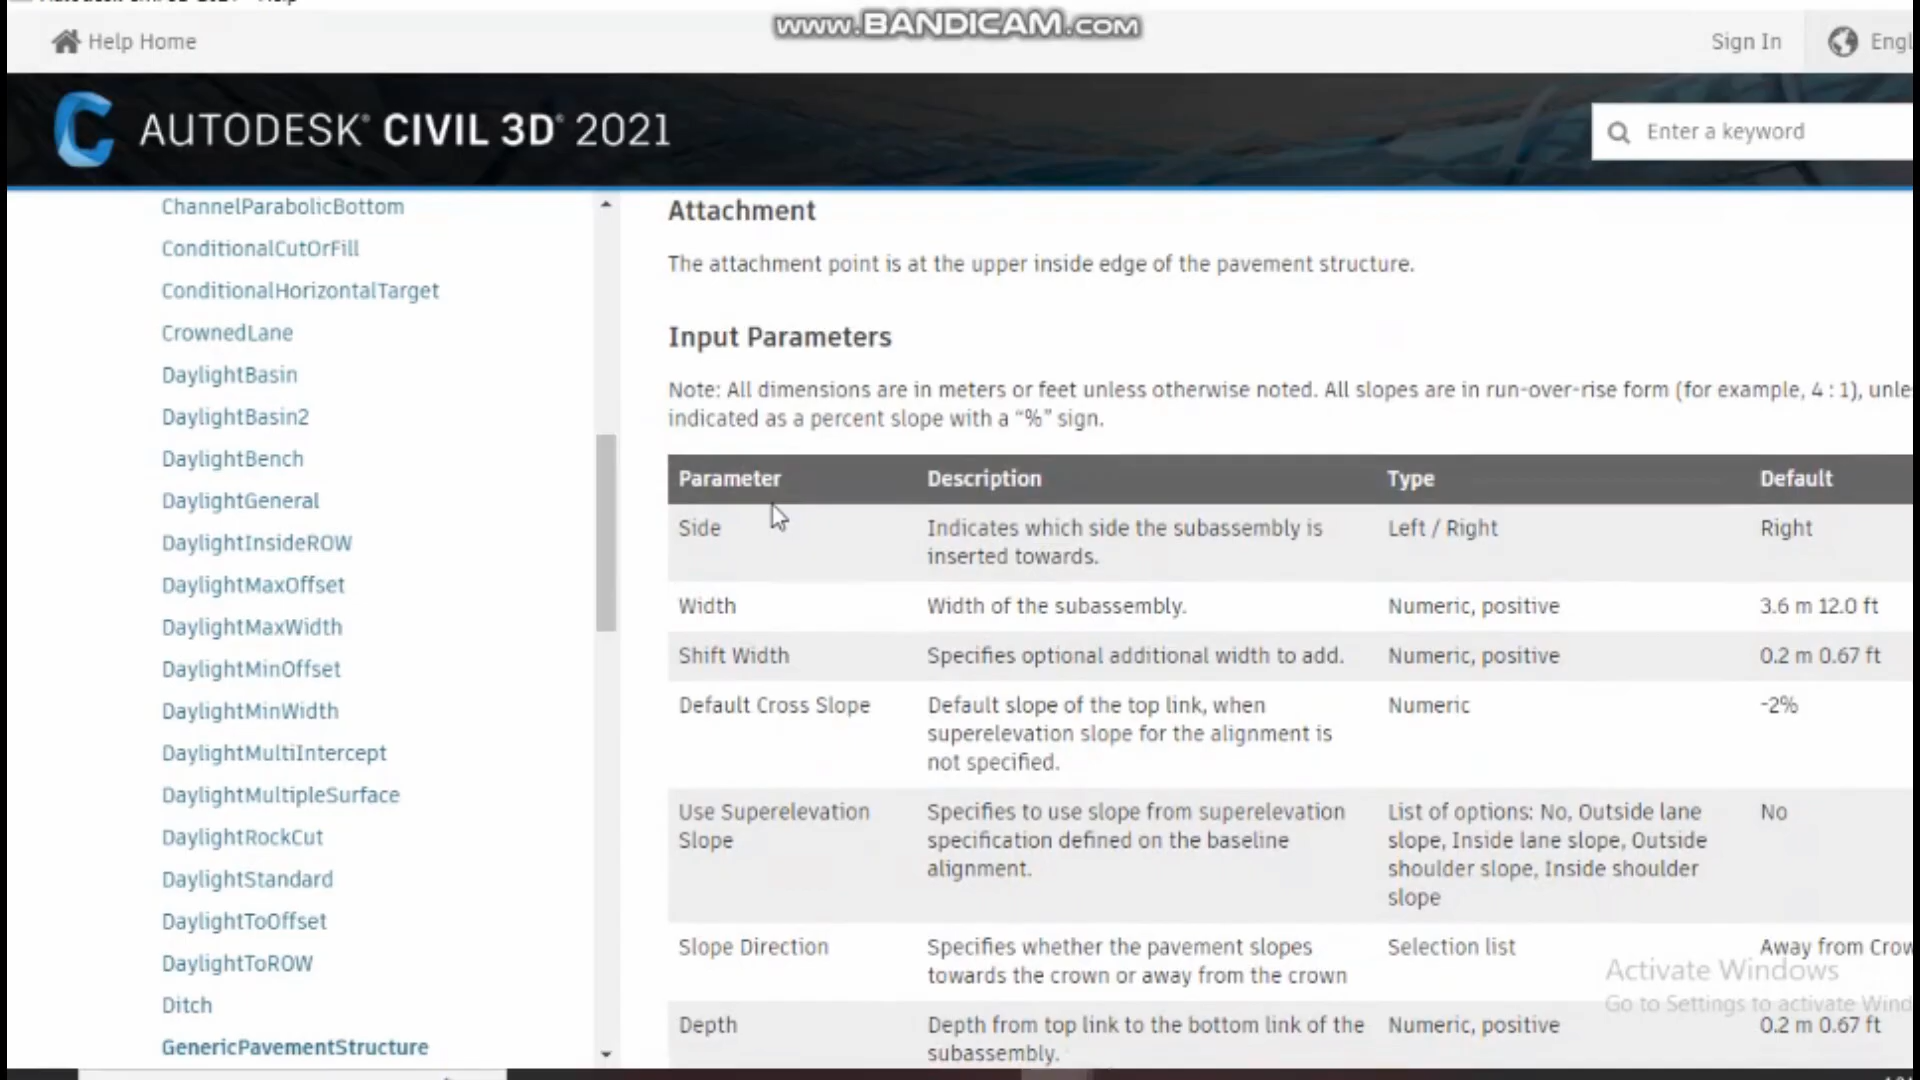 www.BANDICAM.com
Help Home
Sign In
Engl
AUTODESK® CIVIL 3D® 2021
Enter a keyword
ChannelParabolicBottom
ConditionalCutOrFill
ConditionalHorizontalTarget
CrownedLane
DaylightBasin
DaylightBasin2
DaylightBench
DaylightGeneral
DaylightInsideROW
DaylightMaxOffset
DaylightMaxWidth
DaylightMinOffset
DaylightMinWidth
DaylightMultiIntercept
DaylightMultipleSurface
DaylightRockCut
DaylightStandard
DaylightToOffset
DaylightToROW
Ditch
GenericPavementStructure
Attachment
The attachment point is at the upper inside edge of the pavement structure.
Input Parameters
Note: All dimensions are in meters or feet unless otherwise noted. All slopes are in run-over-rise form (for example, 4 : 1), unle
indicated as a percent slope with a “%” sign.
Parameter Description Type Default
Side Indicates which side the subassembly is Left / Right Right
inserted towards.
Width Width of the subassembly. Numeric, positive 3.6 m 12.0 ft
Shift Width Specifies optional additional width to add. Numeric, positive 0.2 m 0.67 ft
Default Cross Slope Default slope of the top link, when Numeric -2%
superelevation slope for the alignment is
not specified.
Use Superelevation Specifies to use slope from superelevation List of options: No, Outside lane No
Slope specification defined on the baseline slope, Inside lane slope, Outside
alignment. shoulder slope, Inside shoulder
slope
Slope Direction Specifies whether the pavement slopes Selection list Away from Crow
towards the crown or away from the crown
Activate Windows
Go to Settings to activate Wind
Depth Depth from top link to the bottom link of the Numeric, positive 0.2 m 0.67 ft
subassembly.